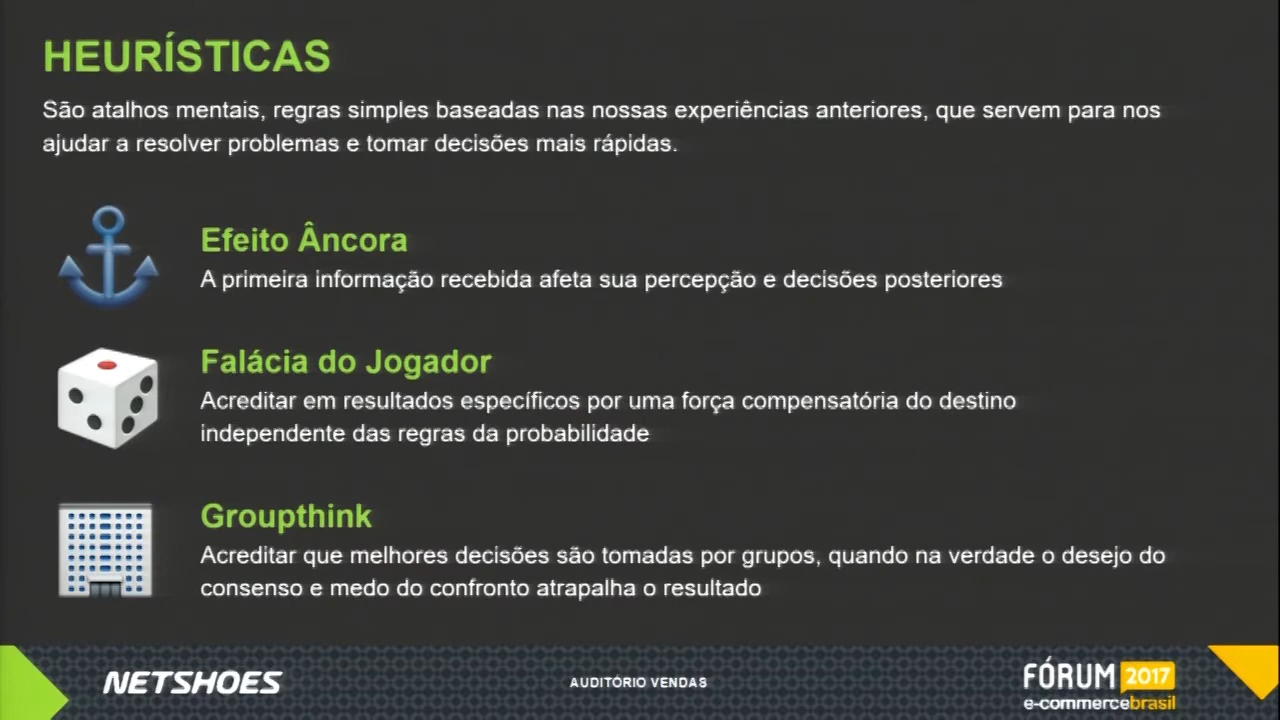 HEURÍSTICAS
São atalhos mentais, regras simples baseadas nas nossas experiências anteriores, que servem para nos
ajudar a resolver problemas e tomar decisões mais rápidas.
Efeito Âncora
A primeira informação recebida afeta sua percepção e decisões posteriores
Falácia do Jogador
Acreditar em resultados específicos por uma força compensatória do destino
independente das regras da probabilidade
Groupthink
Acreditar que melhores decisões são tomadas por grupos, quando na verdade o desejo do
consenso e medo do confronto atrapalha o resultado
NETSHOES
AUDITÓRIO VENDAS
FÓRUM 2017
e-commercebrasil